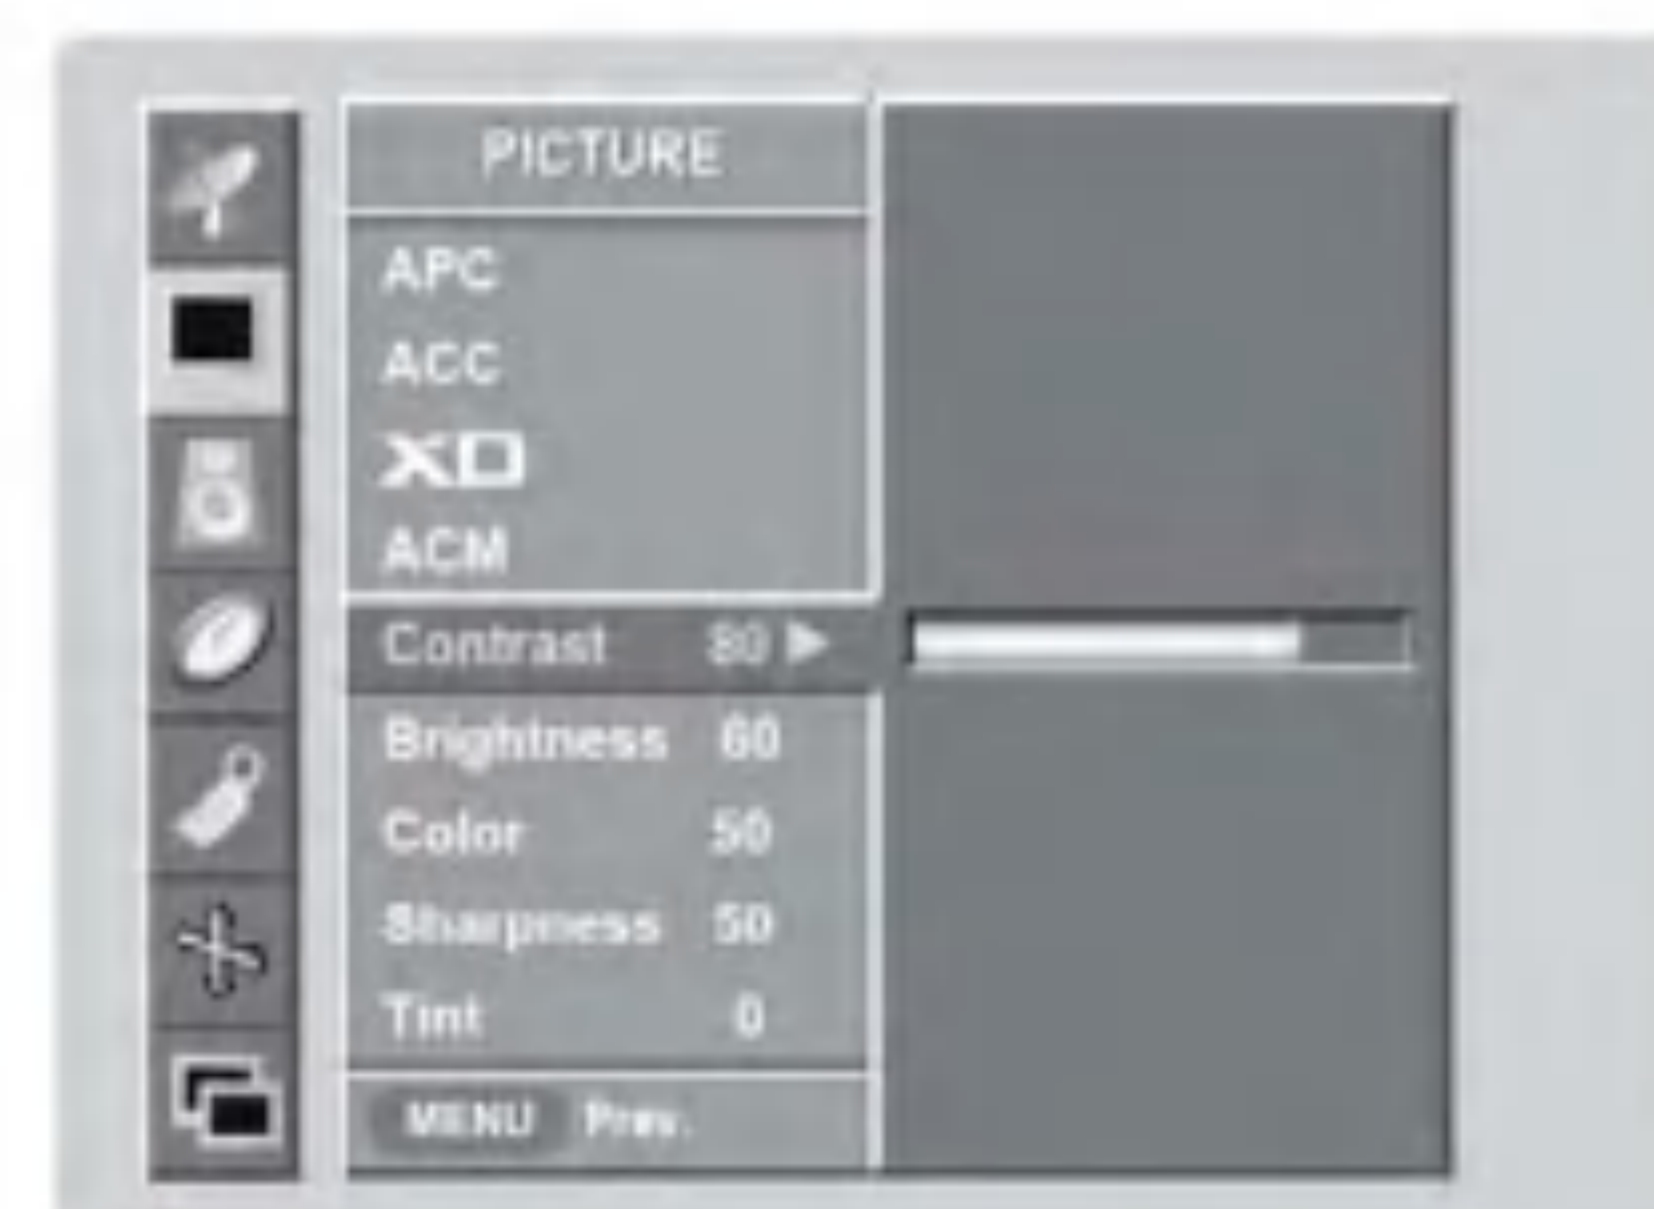 PICTURE
APC
ACC
XD
ACM
Contrast 80 ▶
Brightness 60
Color 50
Sharpness 50
Tint 0
MENU Prev.